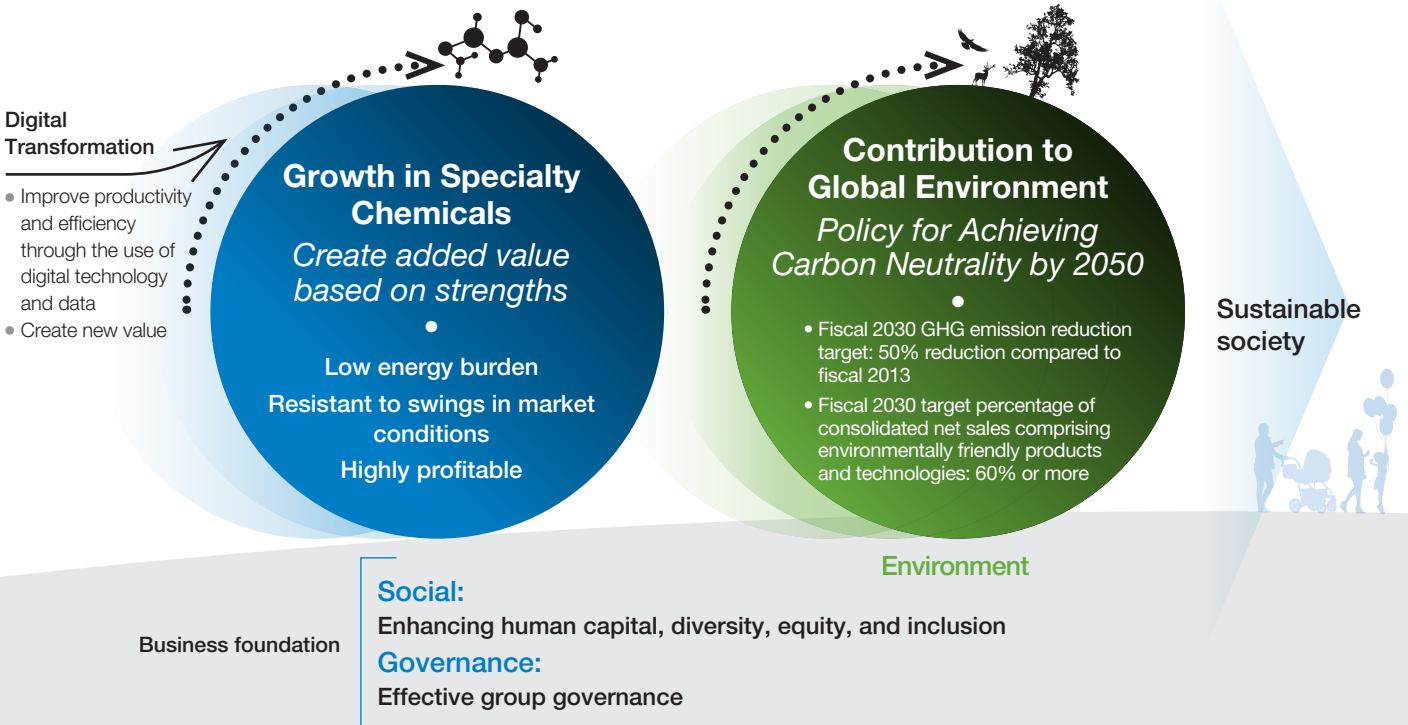 Digital
Transformation
• Improve productivity
and efficiency
through the use of
digital technology
and data
• Create new value
Growth in Specialty
Chemicals
Create added value
based on strengths
•
Low energy burden
Resistant to swings in market
conditions
Highly profitable
Contribution to
Global Environment
Policy for Achieving
Carbon Neutrality by 2050
•
• Fiscal 2030 GHG emission reduction
target: 50% reduction compared to
fiscal 2013
• Fiscal 2030 target percentage of
consolidated net sales comprising
environmentally friendly products
and technologies: 60% or more
Sustainable
society
Environment
Business foundation
Social:
Enhancing human capital, diversity, equity, and inclusion
Governance:
Effective group governance